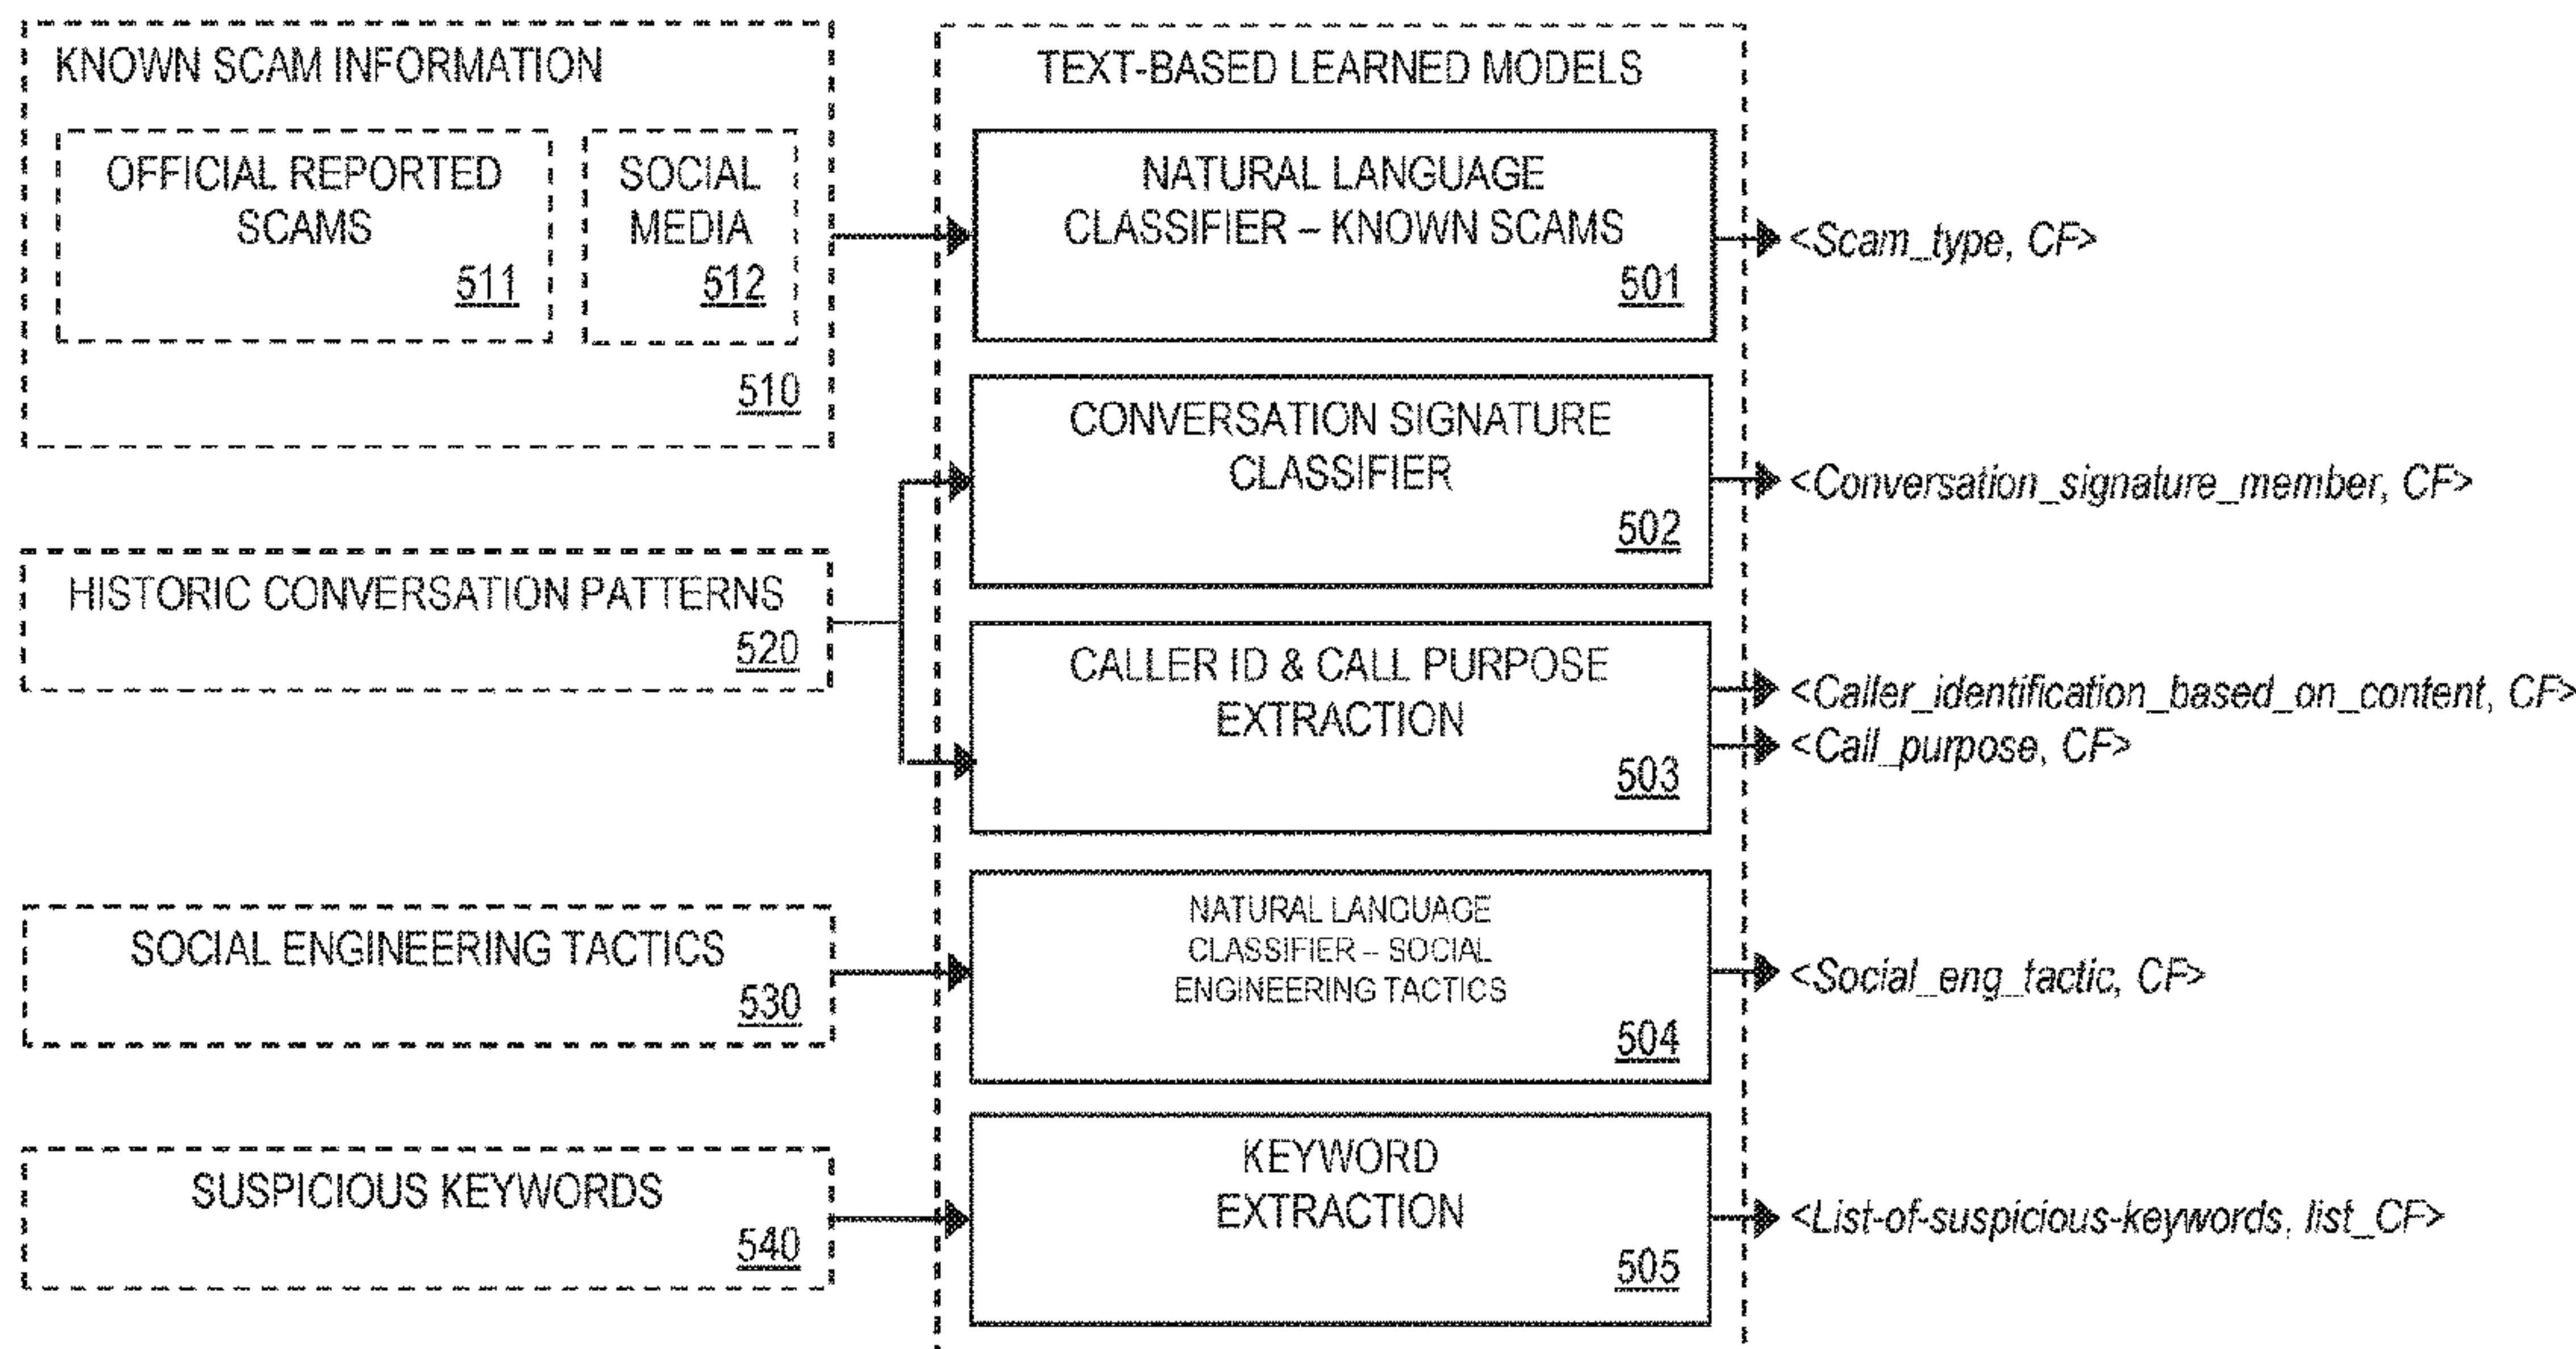 KNOWN SCAM INFORMATION
OFFICIAL REPORTED
SCAMS
511
SOCIAL
MEDIA
512
510
HISTORIC CONVERSATION PATTERNS
520
SOCIAL ENGINEERING TACTICS
530
SUSPICIOUS KEYWORDS
540
TEXT-BASED LEARNED MODELS
NATURAL LANGUAGE
CLASSIFIER – KNOWN SCAMS
501
CONVERSATION SIGNATURE
CLASSIFIER
502
CALLER ID & CALL PURPOSE
EXTRACTION
503
NATURAL LANGUAGE
CLASSIFIER – SOCIAL
ENGINEERING TACTICS
504
KEYWORD
EXTRACTION
505
<Scam_type, CF>
<Conversation_signature_member, CF>
<Caller_identification_based_on_content, CF>
<Call_purpose, CF>
<Social_eng_tactic, CF>
<List-of-suspicious-keywords, list_CF>